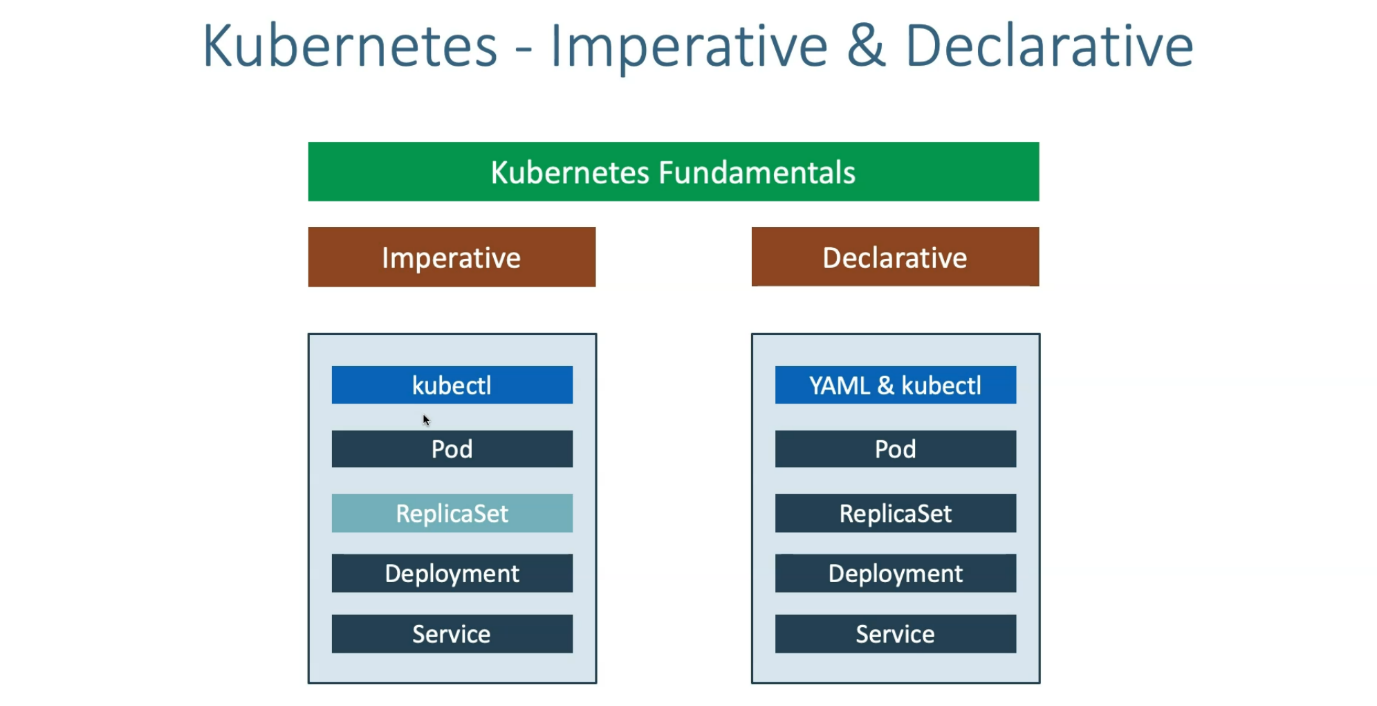 Kubernetes - Imperative & Declarative
Kubernetes Fundamentals
Imperative
kubectl
Pod
ReplicaSet
Deployment
Service
Declarative
YAML & kubectl
Pod
ReplicaSet
Deployment
Service